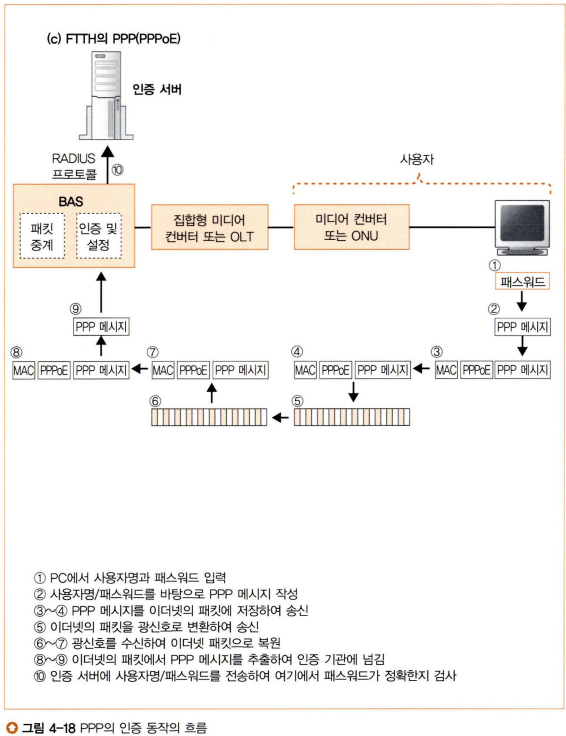 (c) FTTH의 PPP(PPPoE)
인증 서버
RADIUS
프로토콜
⑩
사용자
BAS
패킷
중계
인증 및
설정
집합형 미디어
컨버터 또는 OLT
미디어 컨버터
또는 ONU
①
패스워드
②
PPP 메시지
⑨
PPP 메시지
⑧
MAC PPPoE PPP 메시지
⑦
MAC PPPoE PPP 메시지
④
MAC PPPoE PPP 메시지
③
MAC PPPoE PPP 메시지
⑥
⑤
① PC에서 사용자명과 패스워드 입력
② 사용자명/패스워드를 바탕으로 PPP 메시지 작성
③~④ PPP 메시지를 이더넷의 패킷에 저장하여 송신
⑤ 이더넷의 패킷을 광신호로 변환하여 송신
⑥~⑦ 광신호를 수신하여 이더넷 패킷으로 복원
⑧~⑨ 이더넷의 패킷에서 PPP 메시지를 추출하여 인증 기관에 넘김
⑩ 인증 서버에 사용자명/패스워드를 전송하여 여기에서 패스워드가 정확한지 검사
그림 4-18 PPP의 인증 동작의 흐름